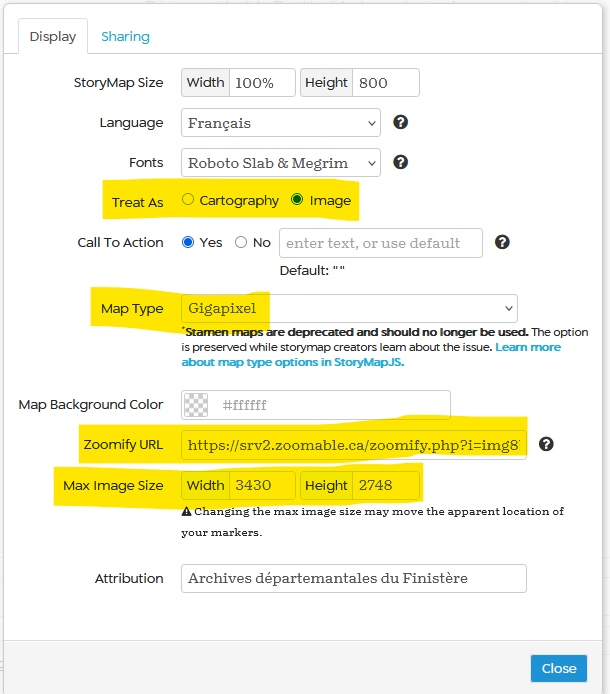 Display Sharing
StoryMap Size Width 100% Height 800
Language Français
Fonts Roboto Slab & Megrim
Treat As Cartography Image
Call To Action Yes No enter text, or use default
Default: ""
Map Type Gigapixel
*Stamen maps are deprecated and should no longer be used. The option
is preserved while storymap creators learn about the issue. Learn more
about map type options in StoryMapJS.
Map Background Color #ffffff
Zoomify URL https://srv2.zoomable.ca/zoomify.php?i=img8
Max Image Size Width 3430 Height 2748
Changing the max image size may move the apparent location of
your markers.
Attribution Archives départemantales du Finistère
Close